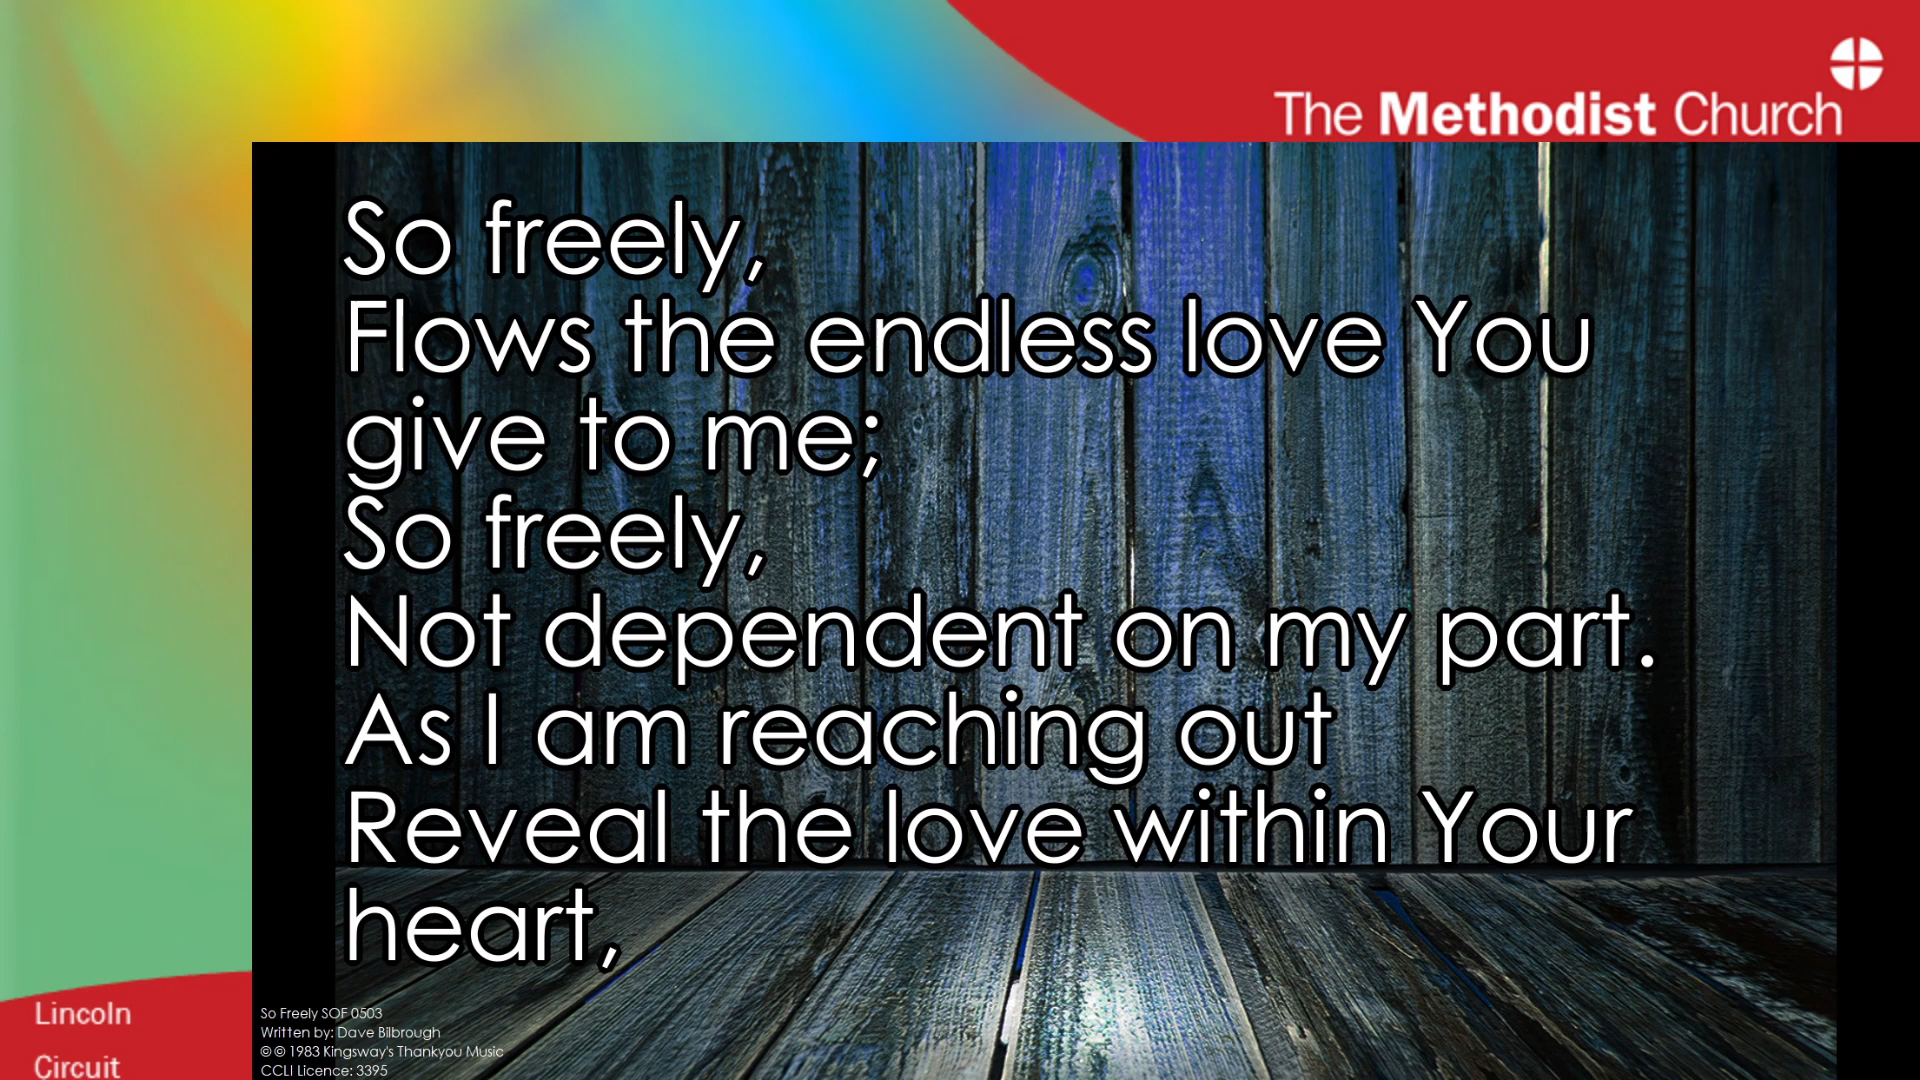 The Methodist Church
So freely,
Flows the endless love You
give to me;
So freely,
Not dependent on my part.
As I am reaching out
Reveal the love within Your
heart,
Lincoln
Circuit
So Freely SOF 0503
Written by: Dave Bilbrough
© © 1983 Kingsway's Thankyou Music
CCLI Licence: 3395